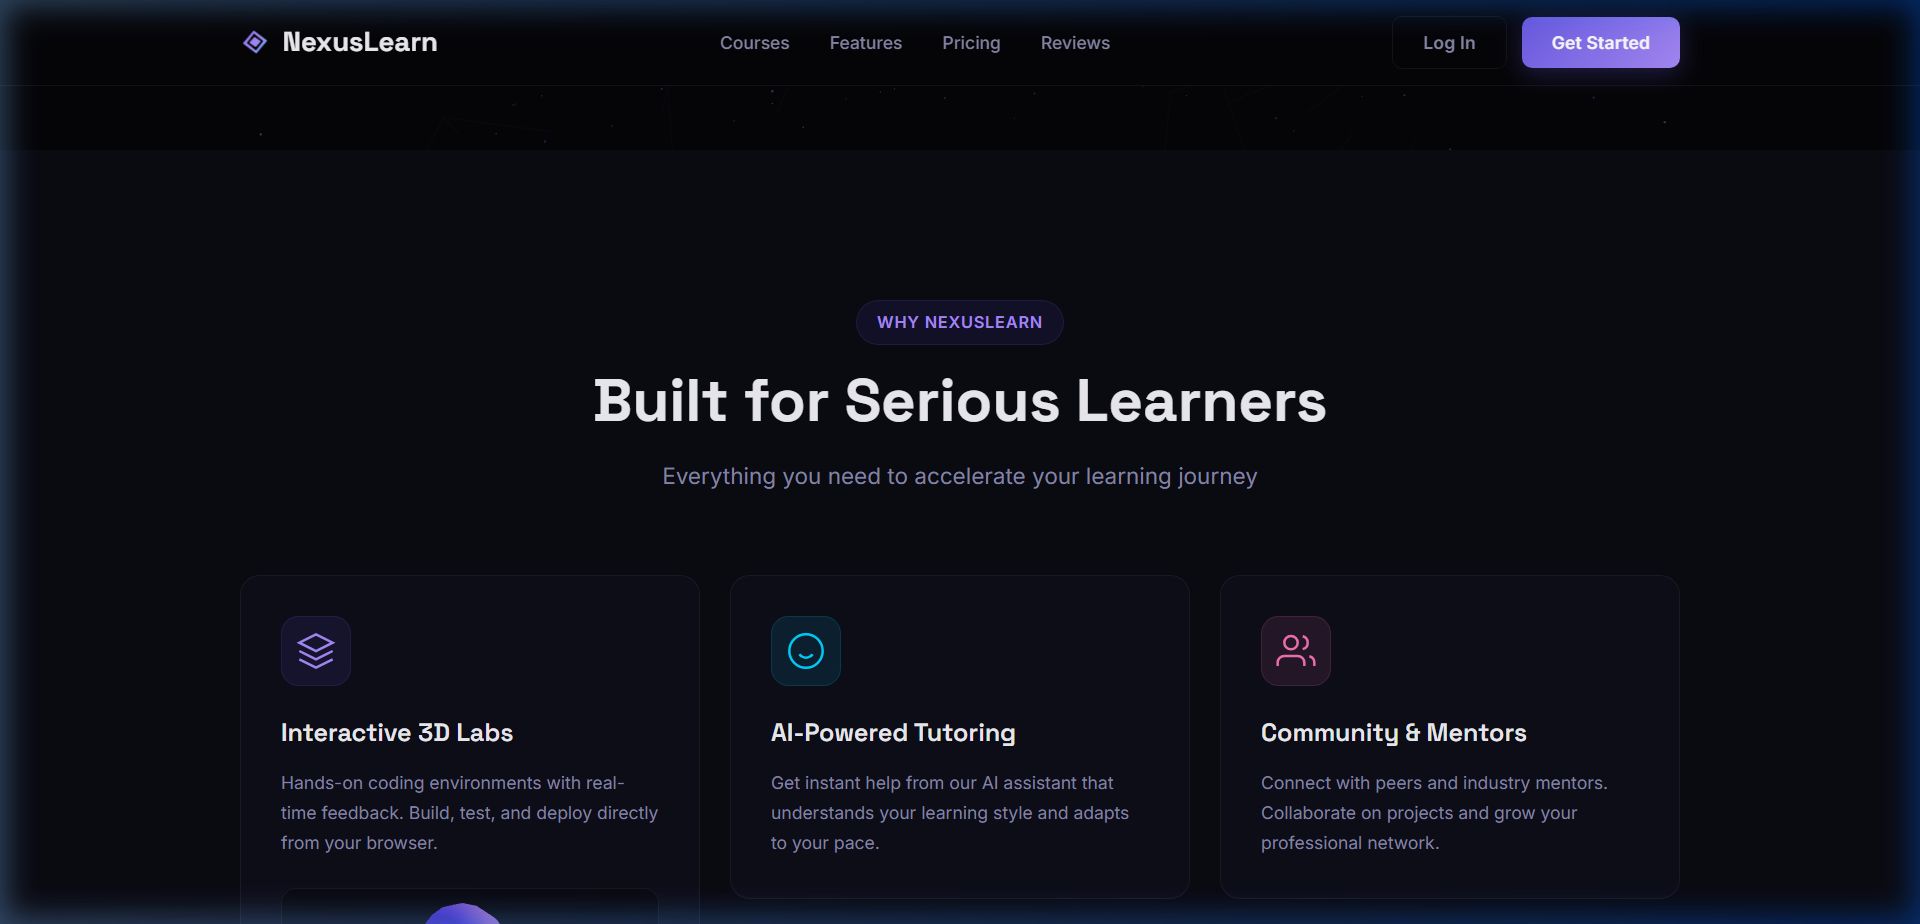 NexusLearn
Courses
Features
Pricing
Reviews
Log In
Get Started
WHY NEXUSLEARN
Built for Serious Learners
Everything you need to accelerate your learning journey
Interactive 3D Labs
Hands-on coding environments with real-
time feedback. Build, test, and deploy directly
from your browser.
AI-Powered Tutoring
Get instant help from our AI assistant that
understands your learning style and adapts
to your pace.
Community & Mentors
Connect with peers and industry mentors.
Collaborate on projects and grow your
professional network.